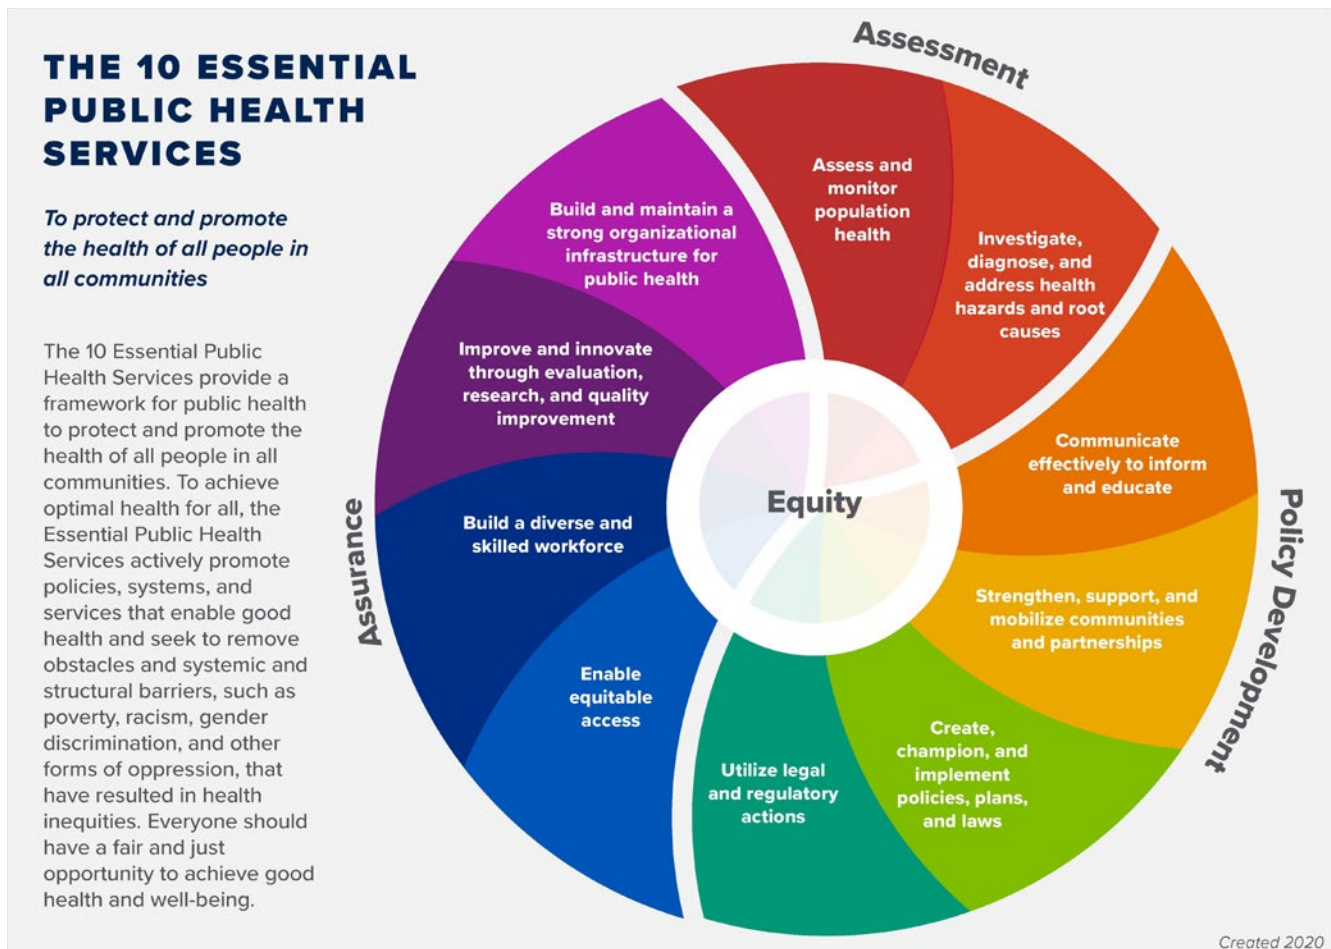 THE 10 ESSENTIAL
PUBLIC HEALTH
SERVICES
To protect and promote
the health of all people in
all communities
The 10 Essential Public
Health Services provide a
framework for public health
to protect and promote the
health of all people in all
communities. To achieve
optimal health for all, the
Essential Public Health
Services actively promote
policies, systems, and
services that enable good
health and seek to remove
obstacles and systemic and
structural barriers, such as
poverty, racism, gender
discrimination, and other
forms of oppression, that
have resulted in health
inequities. Everyone should
have a fair and just
opportunity to achieve good
health and well-being.
Assessment
Assess and
monitor
population
health
Investigate,
diagnose, and
address health
hazards and root
causes
Policy Development
Communicate
effectively to inform
and educate
Strengthen, support, and
mobilize communities
and partnerships
Create,
champion, and
implement
policies, plans,
and laws
Utilize legal
and regulatory
actions
Assurance
Enable
equitable
access
Build a diverse and
skilled workforce
Improve and innovate
through evaluation,
research, and quality
improvement
Build and maintain a
strong organizational
infrastructure for
public health
Equity
Created 2020